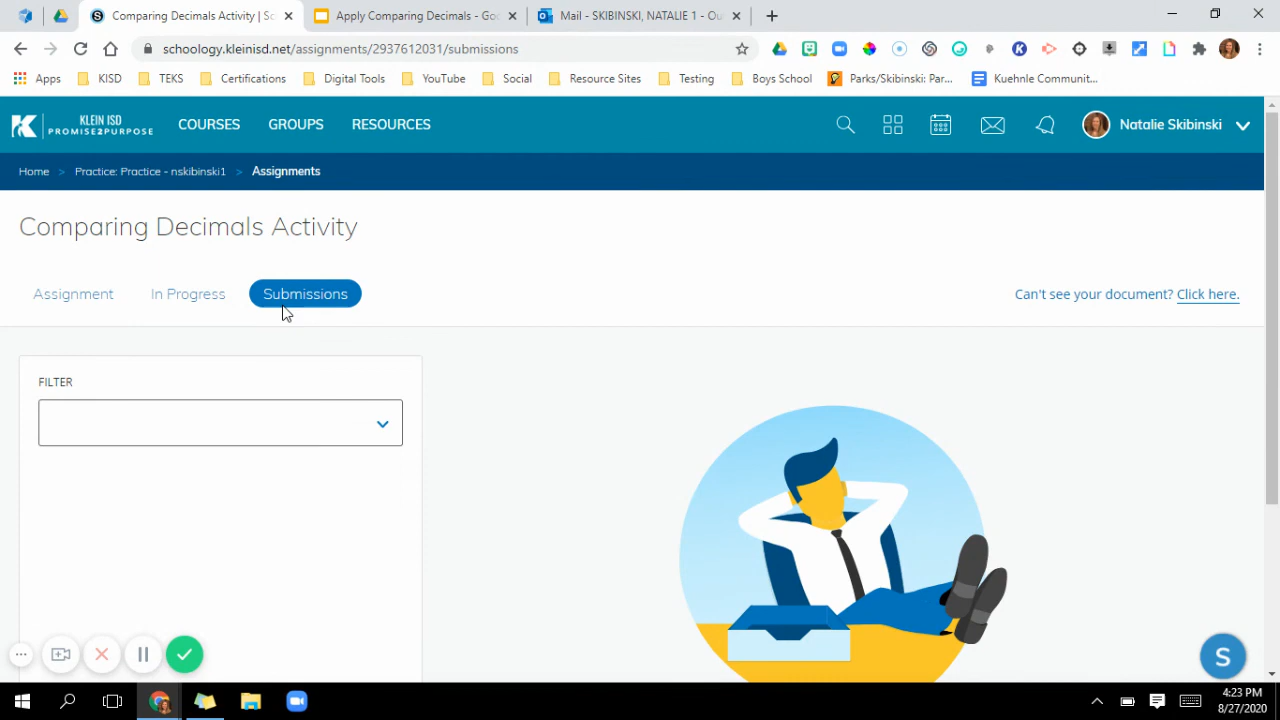 Comparing Decimals Activity | Sc
Apply Comparing Decimals - Goo
Mail - SKIBINSKI, NATALIE 1 - Ou
schoology.kleinisd.net/assignments/2937612031/submissions
Apps
KISD
TEKS
Certifications
Digital Tools
YouTube
Social
Resource Sites
Testing
Boys School
Parks/Skibinski: Par...
Kuehnle Communit...
KLEIN ISD
PROMISE2PURPOSE
COURSES
GROUPS
RESOURCES
Natalie Skibinski
Home > Practice: Practice - nskibinski1 > Assignments
Comparing Decimals Activity
Assignment
In Progress
Submissions
Can't see your document? Click here.
FILTER
S
4:23 PM
8/27/2020